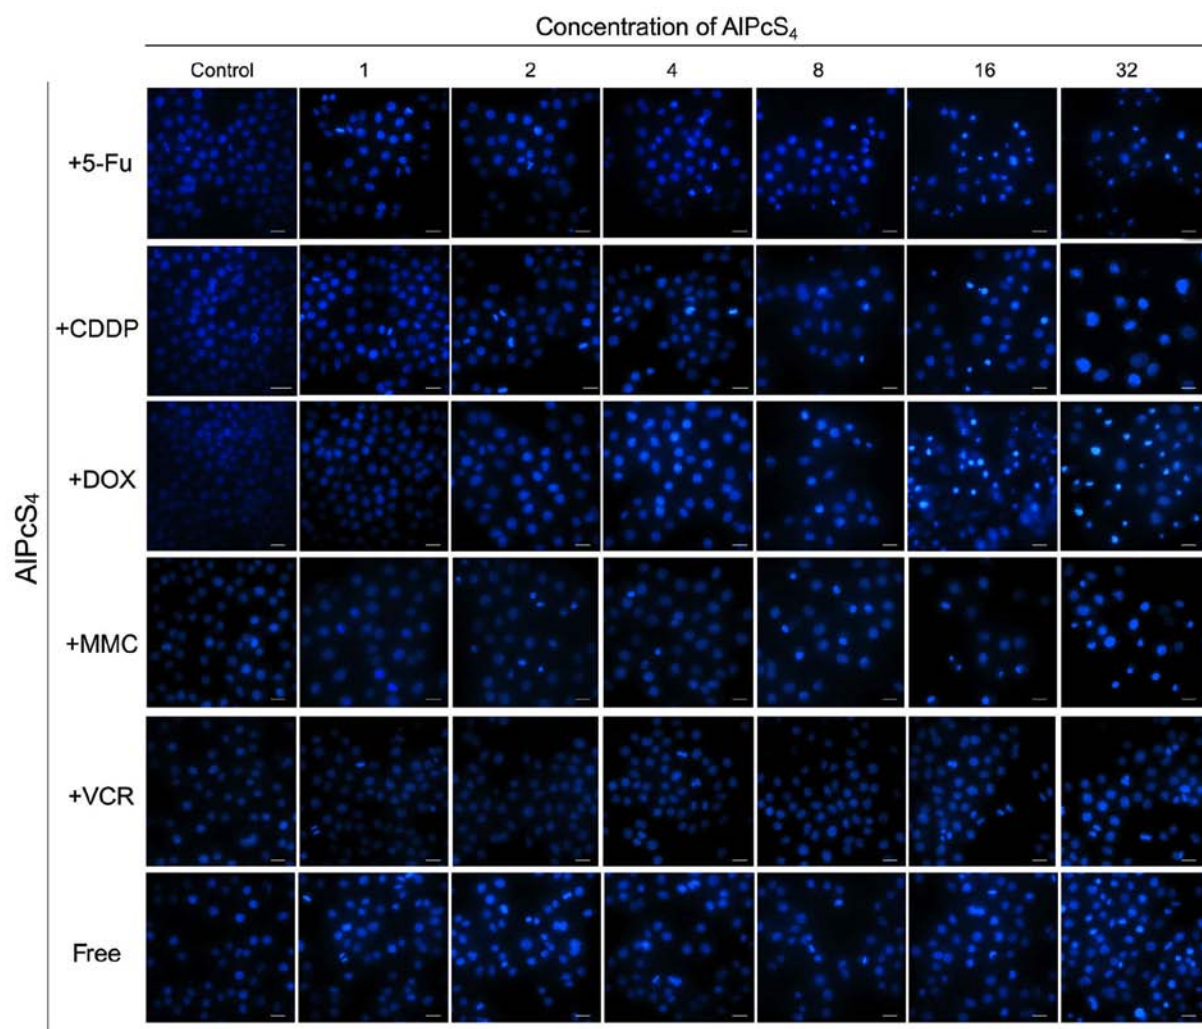 Concentration of AlPcS₄
Control 1 2 4 8 16 32
+5-Fu
+CDDP
+DOX
+MMC
+VCR
Free
AlPcS₄